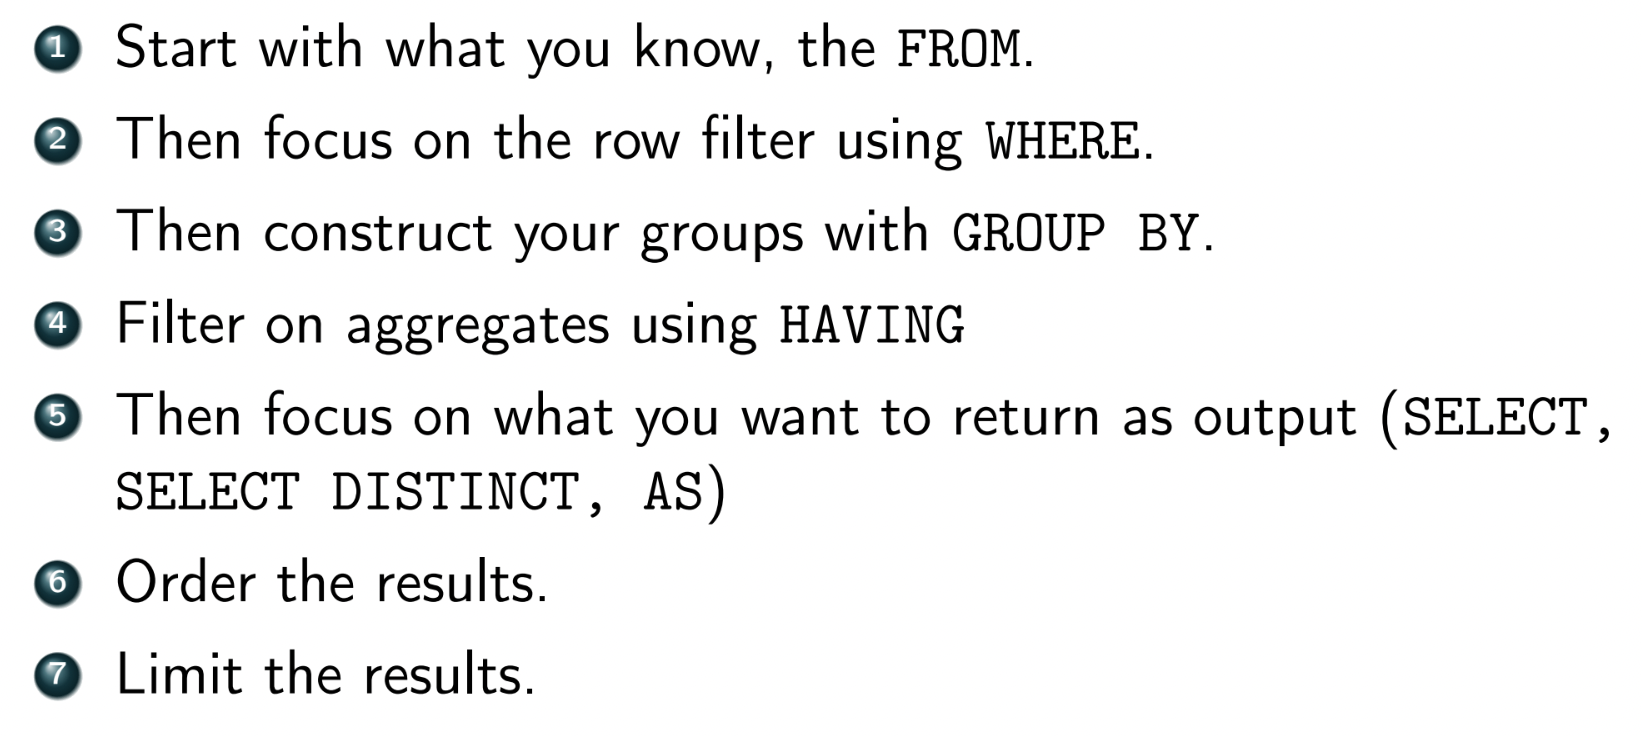 1 Start with what you know, the FROM.
2 Then focus on the row filter using WHERE.
3 Then construct your groups with GROUP BY.
4 Filter on aggregates using HAVING
5 Then focus on what you want to return as output (SELECT,
SELECT DISTINCT, AS)
6 Order the results.
7 Limit the results.